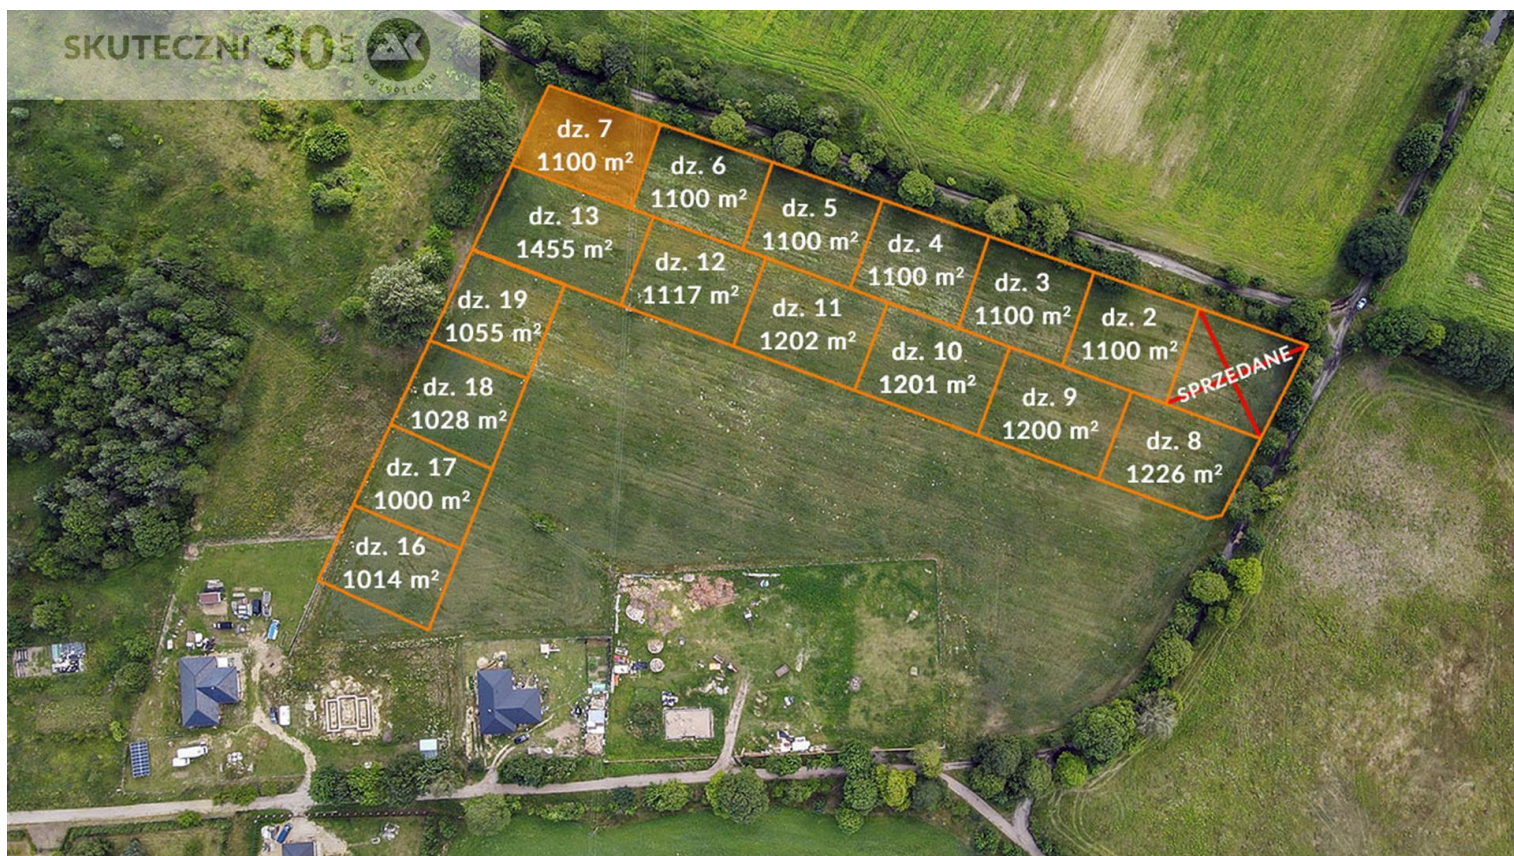 SKUTECZNI 30 LAT AK
dz. 7
1100 m²
dz. 6
1100 m²
dz. 5
1100 m²
dz. 4
1100 m²
dz. 3
1100 m²
dz. 2
1100 m²
SPRZEDANE
dz. 13
1455 m²
dz. 12
1117 m²
dz. 11
1202 m²
dz. 10
1201 m²
dz. 9
1200 m²
dz. 8
1226 m²
dz. 19
1055 m²
dz. 18
1028 m²
dz. 17
1000 m²
dz. 16
1014 m²